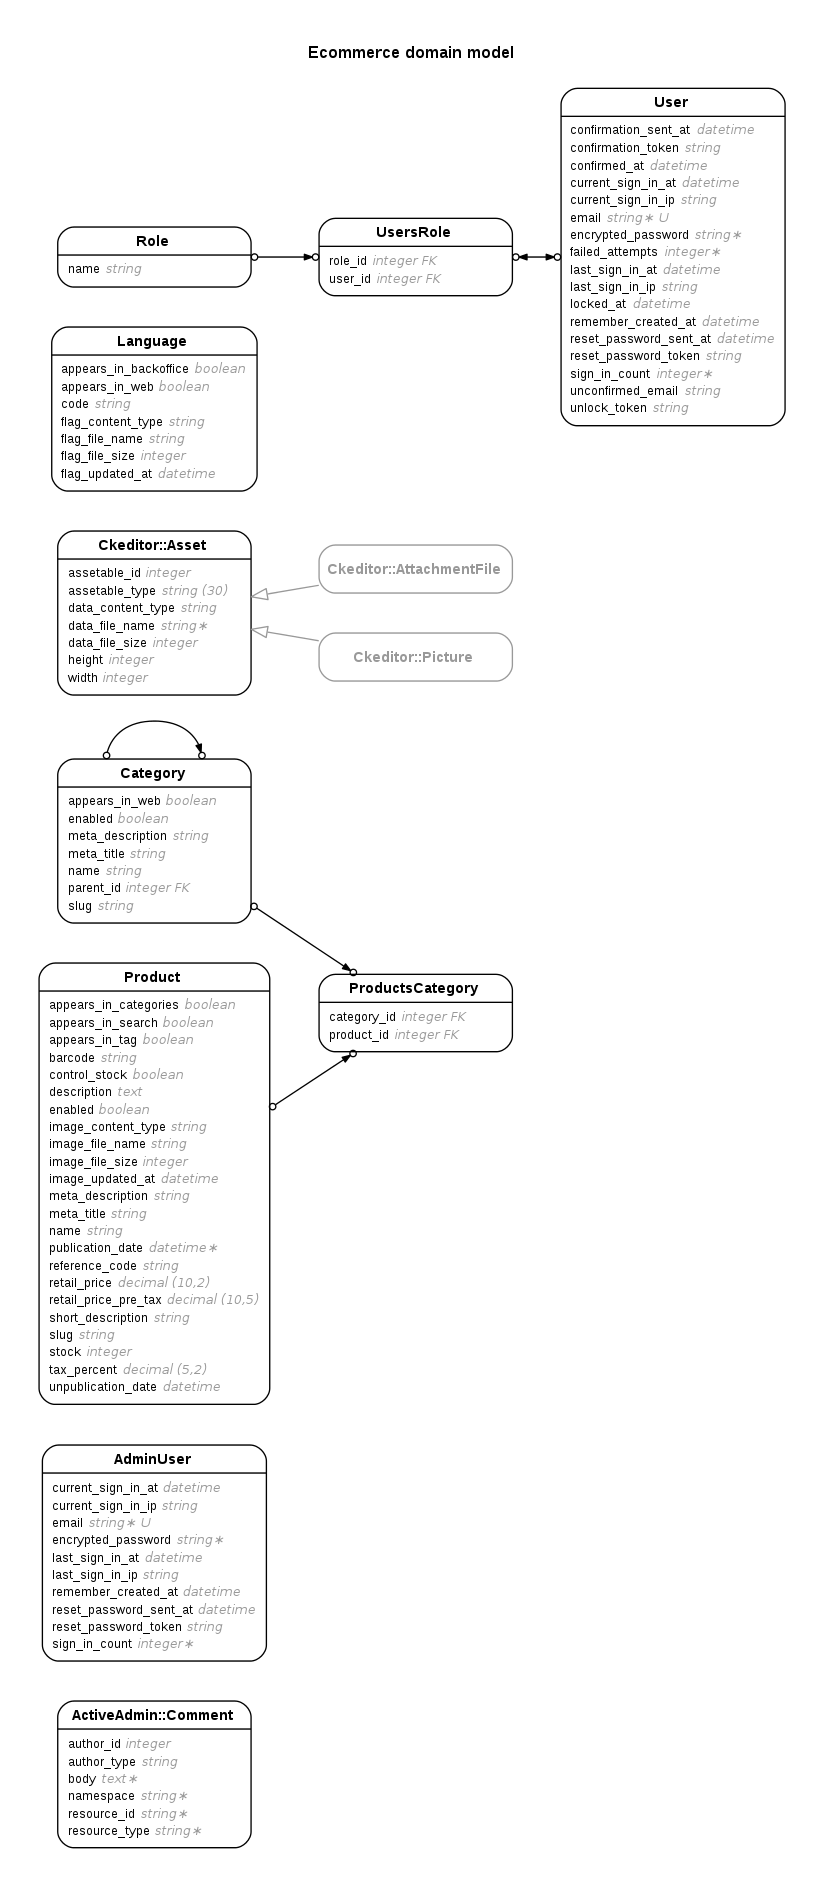 Ecommerce domain model
User
confirmation_sent_at datetime
confirmation_token string
confirmed_at datetime
current_sign_in_at datetime
current_sign_in_ip string
email string∗ U
encrypted_password string∗
failed_attempts integer∗
last_sign_in_at datetime
last_sign_in_ip string
locked_at datetime
remember_created_at datetime
reset_password_sent_at datetime
reset_password_token string
sign_in_count integer∗
unconfirmed_email string
unlock_token string
Role
name string
UsersRole
role_id integer FK
user_id integer FK
Language
appears_in_backoffice boolean
appears_in_web boolean
code string
flag_content_type string
flag_file_name string
flag_file_size integer
flag_updated_at datetime
Ckeditor::Asset
assetable_id integer
assetable_type string (30)
data_content_type string
data_file_name string∗
data_file_size integer
height integer
width integer
Ckeditor::AttachmentFile
Ckeditor::Picture
Category
appears_in_web boolean
enabled boolean
meta_description string
meta_title string
name string
parent_id integer FK
slug string
Product
appears_in_categories boolean
appears_in_search boolean
appears_in_tag boolean
barcode string
control_stock boolean
description text
enabled boolean
image_content_type string
image_file_name string
image_file_size integer
image_updated_at datetime
meta_description string
meta_title string
name string
publication_date datetime∗
reference_code string
retail_price decimal (10,2)
retail_price_pre_tax decimal (10,5)
short_description string
slug string
stock integer
tax_percent decimal (5,2)
unpublication_date datetime
ProductsCategory
category_id integer FK
product_id integer FK
AdminUser
current_sign_in_at datetime
current_sign_in_ip string
email string∗ U
encrypted_password string∗
last_sign_in_at datetime
last_sign_in_ip string
remember_created_at datetime
reset_password_sent_at datetime
reset_password_token string
sign_in_count integer∗
ActiveAdmin::Comment
author_id integer
author_type string
body text∗
namespace string∗
resource_id string∗
resource_type string∗